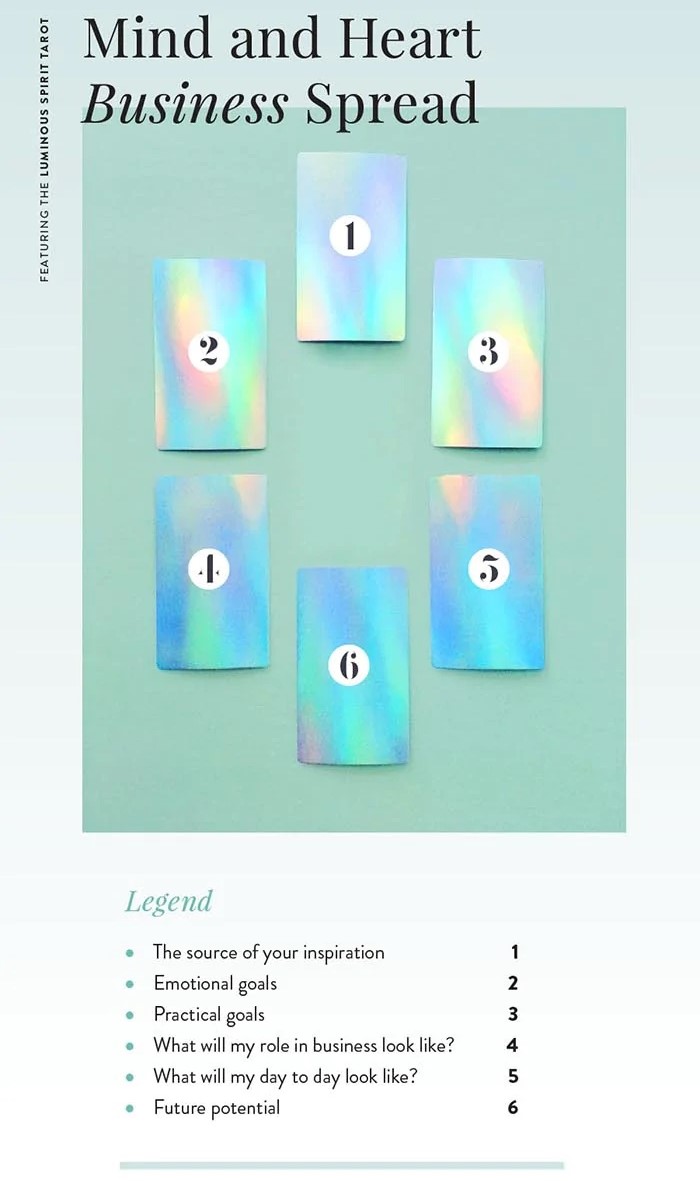 FEATURING THE LUMINOUS SPIRIT TAROT
Mind and Heart
Business Spread
1
2
3
4
5
6
Legend
The source of your inspiration 1
Emotional goals 2
Practical goals 3
What will my role in business look like? 4
What will my day to day look like? 5
Future potential 6